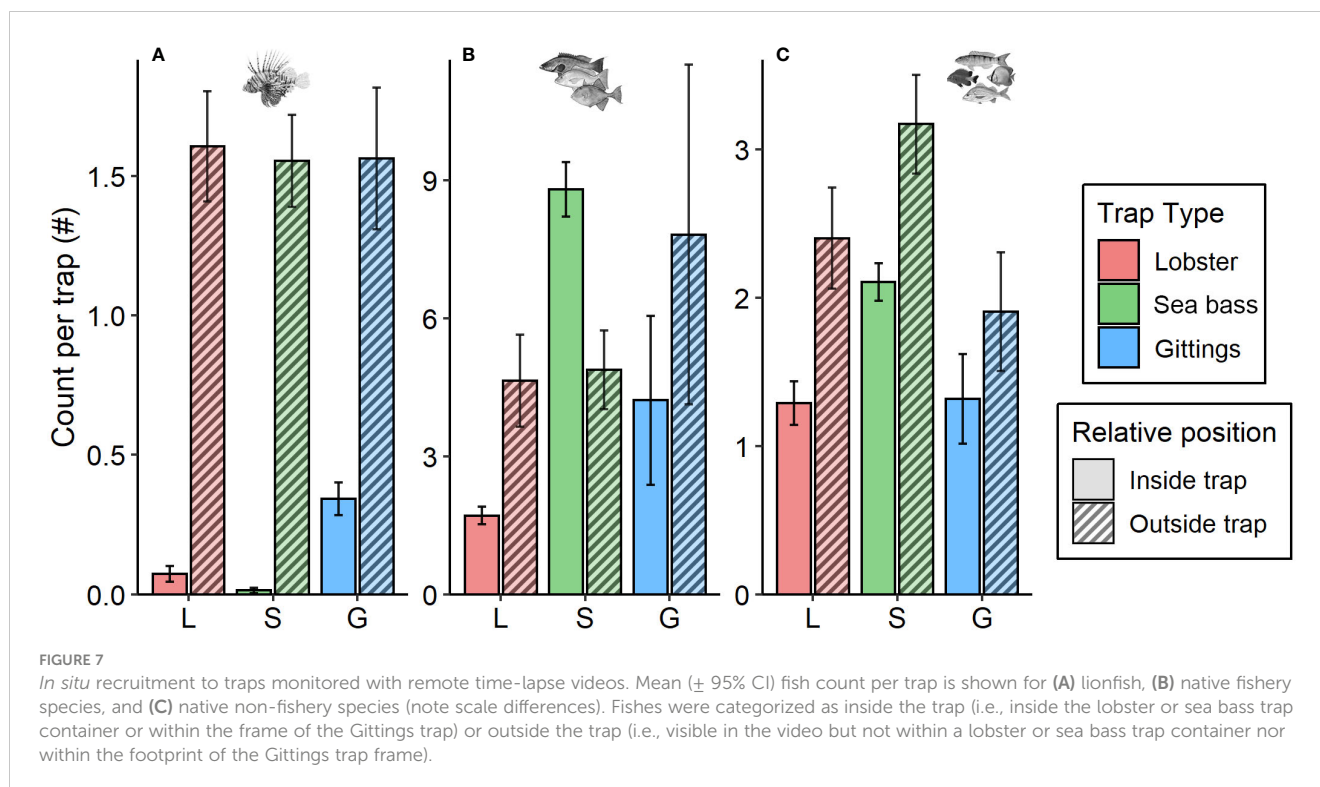 A
B
C
Count per trap (#)
1.5
1.0
0.5
0.0
L S G
9
6
3
0
L S G
3
2
1
0
L S G
Trap Type
Lobster
Sea bass
Gittings
Relative position
Inside trap
Outside trap
FIGURE 7
In situ recruitment to traps monitored with remote time-lapse videos. Mean (± 95% CI) fish count per trap is shown for (A) lionfish, (B) native fishery
species, and (C) native non-fishery species (note scale differences). Fishes were categorized as inside the trap (i.e., inside the lobster or sea bass trap
container or within the frame of the Gittings trap) or outside the trap (i.e., visible in the video but not within a lobster or sea bass trap container nor
within the footprint of the Gittings trap frame).